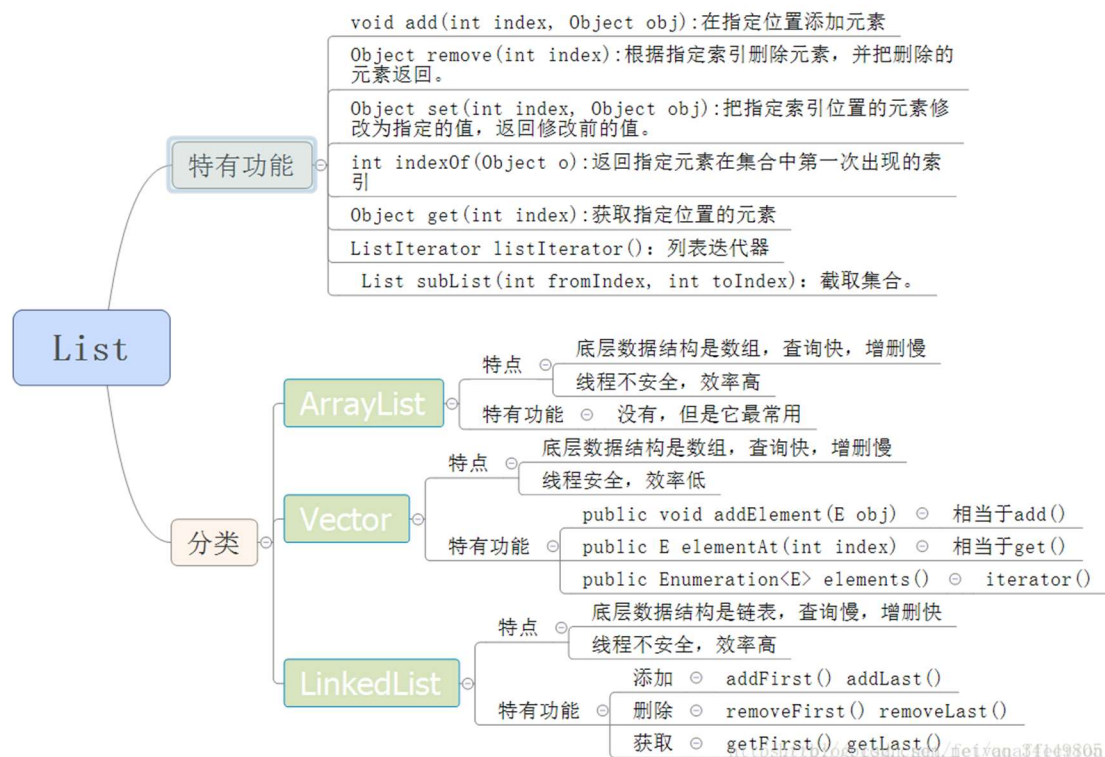 void add(int index, Object obj):在指定位置添加元素
Object remove(int index):根据指定索引删除元素，并把删除的
元素返回。
Object set(int index, Object obj):把指定索引位置的元素修
改为指定的值，返回修改前的值。
特有功能
int indexOf(Object o):返回指定元素在集合中第一次出现的索
引
Object get(int index):获取指定位置的元素
ListIterator listIterator()：列表迭代器
List subList(int fromIndex, int toIndex)：截取集合。
List
分类
ArrayList
特点
底层数据结构是数组，查询快，增删慢
线程不安全，效率高
特有功能
没有，但是它最常用
Vector
特点
底层数据结构是数组，查询快，增删慢
线程安全，效率低
特有功能
public void addElement(E obj) 相当于add()
public E elementAt(int index) 相当于get()
public Enumeration<E> elements() iterator()
LinkedList
特点
底层数据结构是链表，查询慢，增删快
线程不安全，效率高
特有功能
添加 addFirst() addLast()
删除 removeFirst() removeLast()
获取 getFirst() getLast()